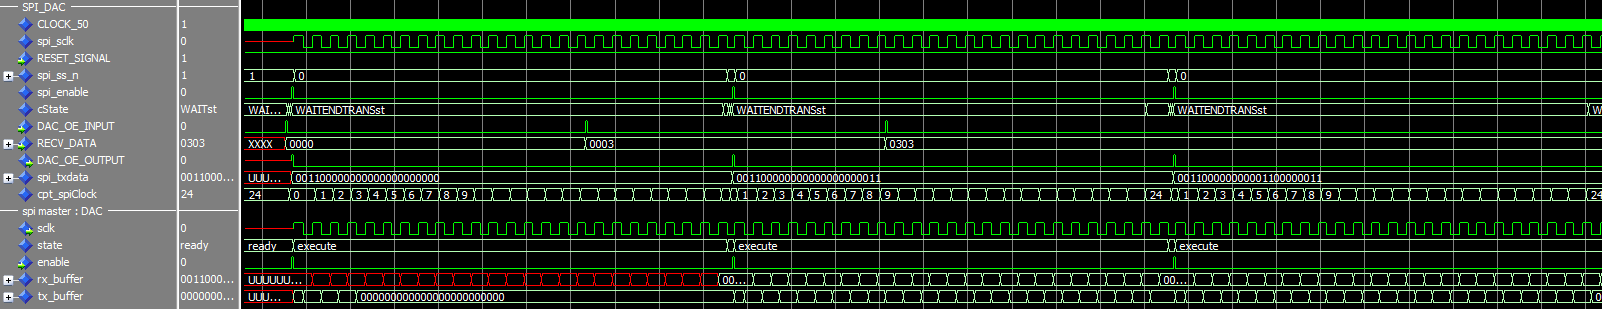 SPI_DAC
CLOCK_50 1
spi_sclk 0
RESET_SIGNAL 1
spi_ss_n 1 1 0 0 0
spi_enable 0
cState WAITst WAI... WAITENDTRANSst WAITENDTRANSst WAITENDTRANSst W
DAC_OE_INPUT 0
RECV_DATA 0303 XXXX 0000 0003 0303
DAC_OE_OUTPUT 0
spi_txdata 0011000... UUU... 001100000000000000000000 001100000000000000000011 001100000000001100000011
cpt_spiClock 24 24 0 1 2 3 4 5 6 7 8 9 1 2 3 4 5 6 7 8 9 24 1 2 3 4 5 6 7 8 9 24
spi master : DAC
sclk 0
state ready ready execute execute execute
enable 0
rx_buffer 0011000... UUUUUUU... 00... 00...
tx_buffer 0000000... UUU... 000000000000000000000000 0